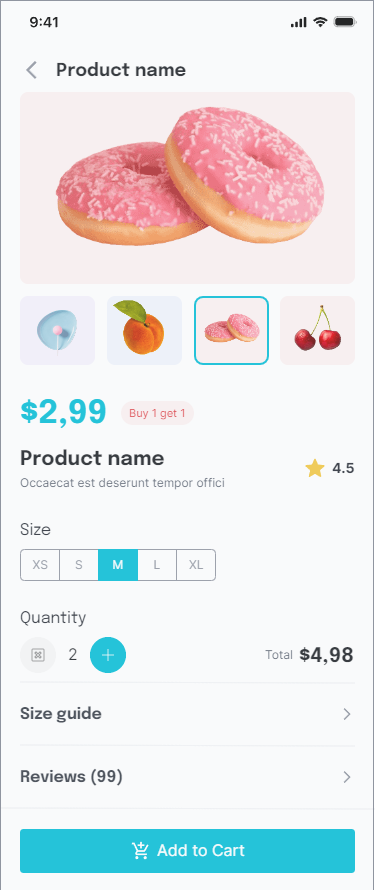 9:41
Product name
$2,99
Buy 1 get 1
Product name
Occaecat est deserunt tempor offici
4.5
Size
XS S M L XL
Quantity
2
Total $4,98
Size guide
Reviews (99)
Add to Cart